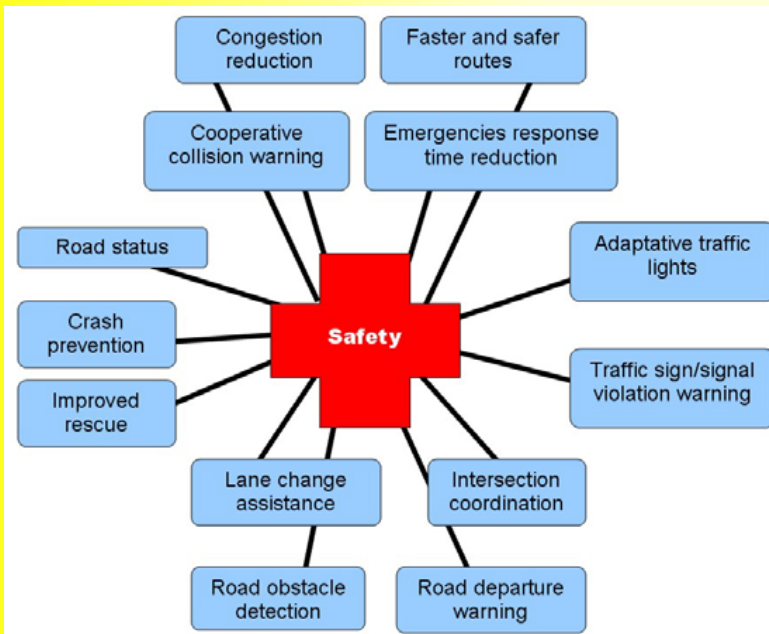 Congestion
reduction
Faster and safer
routes
Cooperative
collision warning
Emergencies response
time reduction
Road status
Adaptative traffic
lights
Crash
prevention
Safety
Improved
rescue
Traffic sign/signal
violation warning
Lane change
assistance
Intersection
coordination
Road obstacle
detection
Road departure
warning